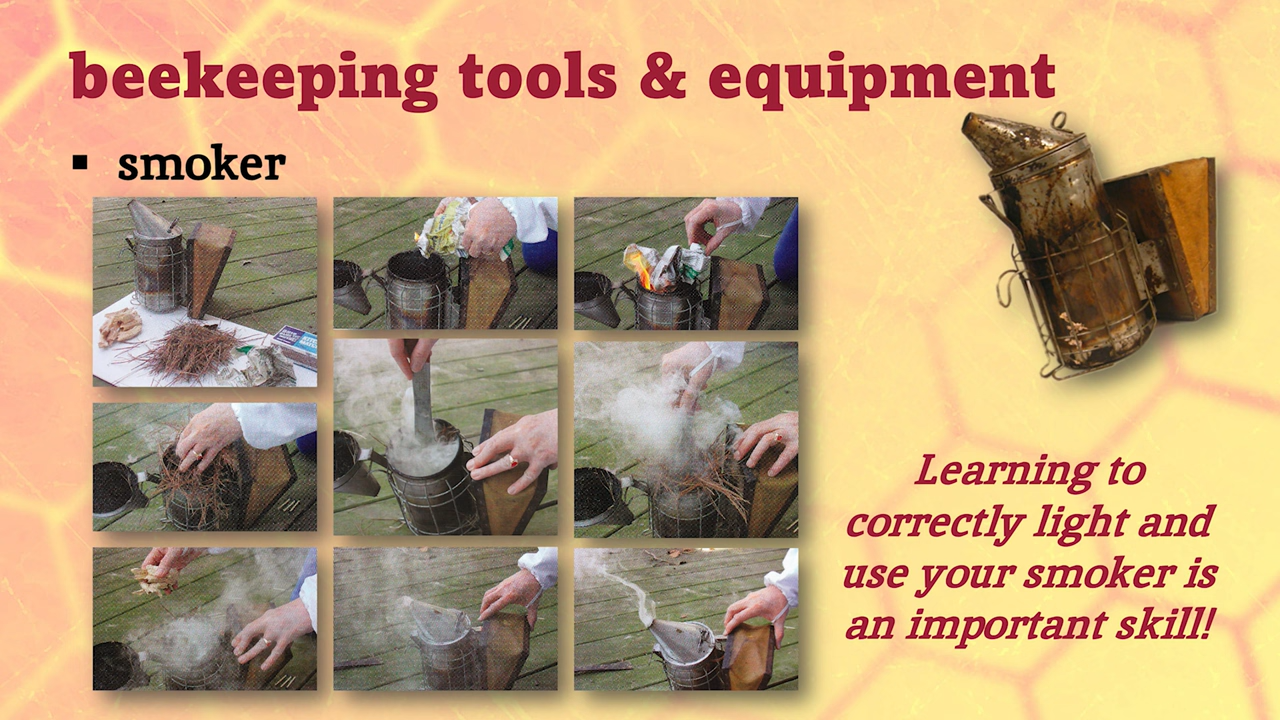 beekeeping tools & equipment
▪ smoker
Learning to
correctly light and
use your smoker is
an important skill!